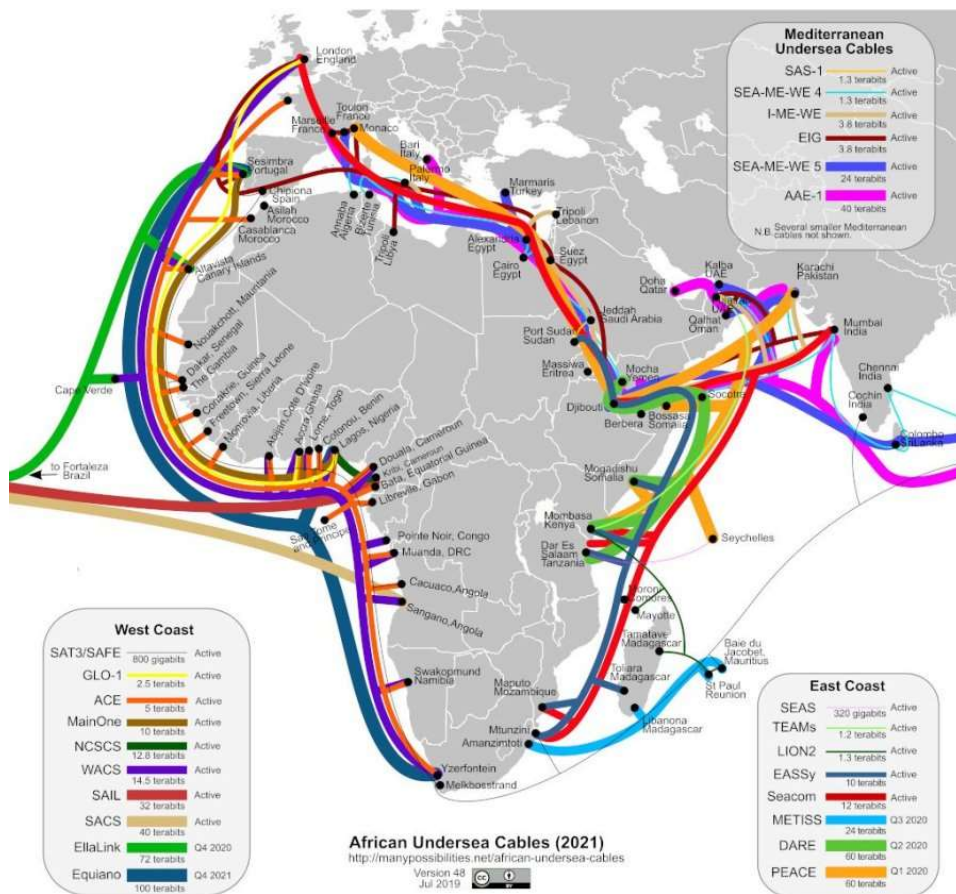 London
England
Toulon
France
Marseille
France
Monaco
Bari
Italy
Palermo
Italy
Sesimbra
Portugal
Chipiona
Spain
Asilah
Morocco
Casablanca
Morocco
Annaba
Algeria
Bizerte
Tuninia
Tripoli
Libya
Marmaris
Turkey
Tripoli
Lebanon
Alexandria
Egypt
Cairo
Egypt
Suez
Egypt
Altavista
Canary Islands
Jeddah
Saudi Arabia
Port Sudan
Sudan
Massiwa
Eritrea
Mocha
Yemen
Djibouti
Berbera
Bossasa
Somalia
Socotra
Doha
Qatar
Kalba
UAE
UAE
Qalhat
Oman
Karachi
Pakistan
Mumbai
India
Chennai
India
Cochin
India
Colombo
Sri Lanka
Nouakchott, Mauritania
Dakar, Senegal
The Gambia
Conakrie, Guinea
Freetown, Sierra Leone
Monrovia, Liberia
Cape Verde
Abijan,Cote D'ivoire
Accra,Ghana
Lome, Togo
Cotonou, Benin
Lagos, Nigeria
Douala, Cameroun
Kribi, Cameroun
Bata, Equatorial Guinea
Libreville, Gabon
Sao Tome
and Principe
to Fortaleza
Brazil
Pointe Noir, Congo
Muanda, DRC
Cacuaco,Angola
Sangano,Angola
Swakopmund
Namibia
Yzerfontein
Melkbosstrand
Mogadishu
Somalia
Mombasa
Kenya
Dar Es
Salaam
Tanzania
Seychelles
Moroni
Comores
Mayotte
Tamatave
Madagascar
Toliara
Madagascar
Maputo
Mozambique
Mtunzini
Amanzimtoti
Libanona
Madagascar
Baie du
Jacobet,
Mauritius
St Paul
Reunion
Mediterranean
Undersea Cables
SAS-1 Active
1.3 terabits
SEA-ME-WE 4 Active
1.3 terabits
I-ME-WE Active
3.8 terabits
EIG Active
3.8 terabits
SEA-ME-WE 5 Active
24 terabits
AAE-1 Active
40 terabits
N.B. Several smaller Mediterranean
cables not shown.
West Coast
SAT3/SAFE Active
800 gigabits
GLO-1 Active
2.5 terabits
ACE Active
5 terabits
MainOne Active
10 terabits
NCSCS Active
12.8 terabits
WACS Active
14.5 terabits
SAIL Active
32 terabits
SACS Active
40 terabits
EllaLink Q4 2020
72 terabits
Equiano Q4 2021
100 terabits
East Coast
SEAS Active
320 gigabits
TEAMs Active
1.2 terabits
LION2 Active
1.3 terabits
EASSy Active
10 terabits
Seacom Active
12 terabits
METISS Q3 2020
24 terabits
DARE Q2 2020
60 terabits
PEACE Q1 2020
60 terabits
African Undersea Cables (2021)
http://manypossibilities.net/african-undersea-cables
Version 48
Jul 2019
cc
BY